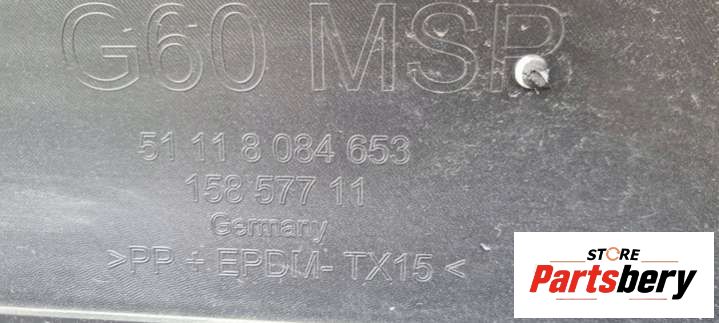 G60 MSP
51 11 8 084 653
158 577 11
Germany
>PP + EPDM- TX15<
STORE
Partsbery